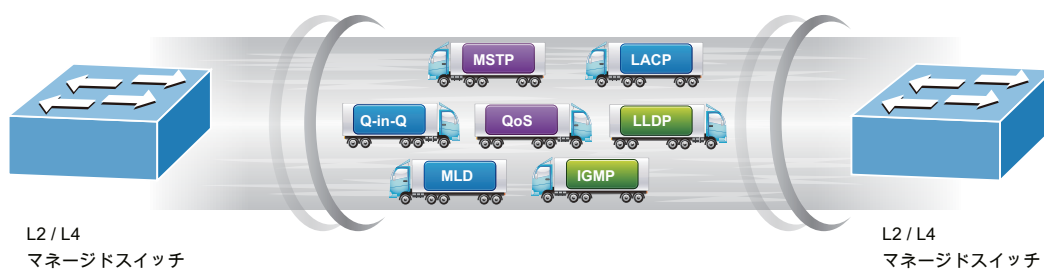 MSTP
LACP
Q-in-Q
QoS
LLDP
MLD
IGMP
L2 / L4
マネージドスイッチ
L2 / L4
マネージドスイッチ